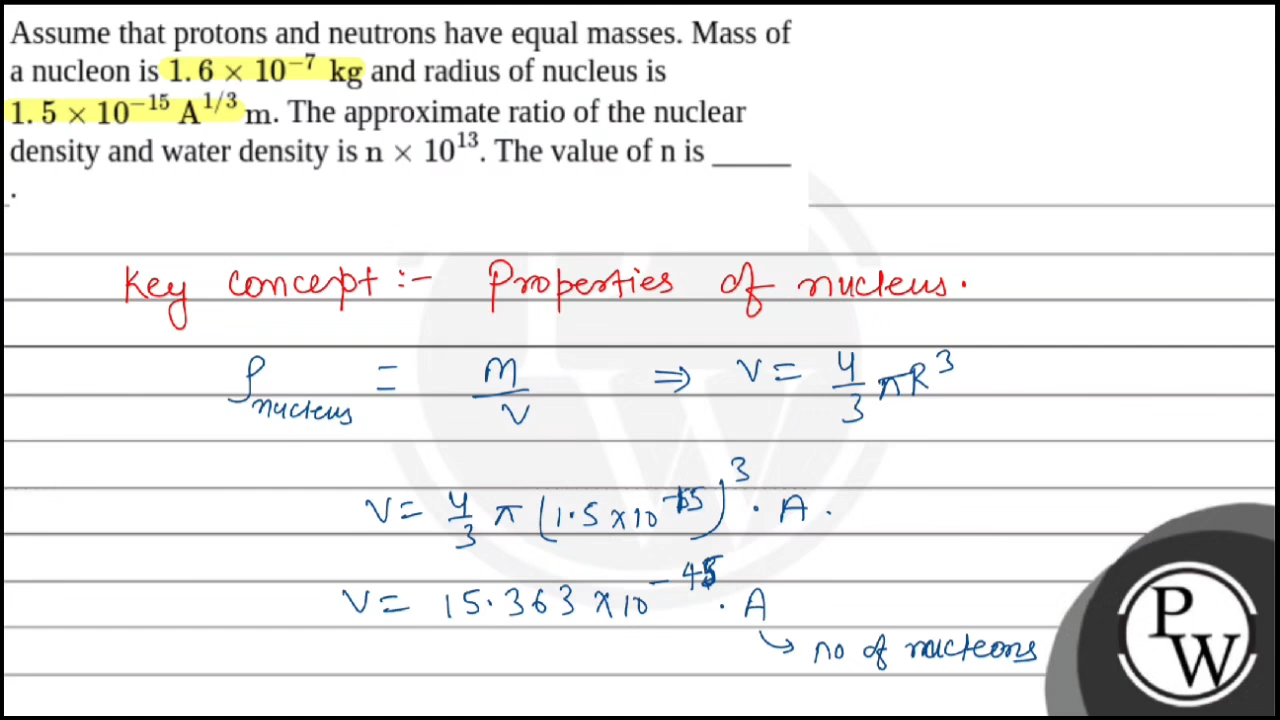 Assume that protons and neutrons have equal masses. Mass of
a nucleon is 1. 6 × 10⁻⁷ kg and radius of nucleus is
1. 5 × 10⁻¹⁵ A^{1/3} m. The approximate ratio of the nuclear
density and water density is n × 10¹³. The value of n is _____
.
Key concept :- Properties of nucleus.
ρ_nucleus = m/v ⇒ V = 4/3 πR³
V = 4/3 π (1.5×10⁻¹⁵)³ . A .
V = 15.363 ×10⁻⁴⁵ . A
↳ no of nucleons
P
W